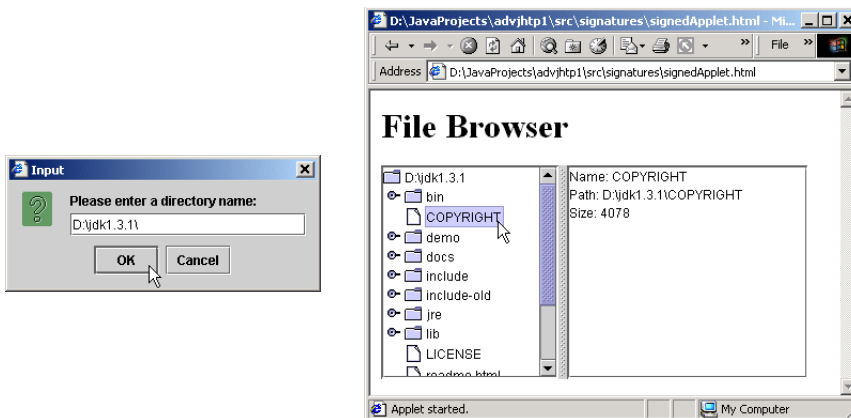 Input
Please enter a directory name:
D:\jdk1.3.1\
OK Cancel
D:\JavaProjects\advjhtp1\src\signatures\signedApplet.html - Mi...
» File »
Address D:\JavaProjects\advjhtp1\src\signatures\signedApplet.html
File Browser
D:\jdk1.3.1
bin
COPYRIGHT
demo
docs
include
include-old
jre
lib
LICENSE
readme.html
Name: COPYRIGHT
Path: D:\jdk1.3.1\COPYRIGHT
Size: 4078
Applet started.
My Computer